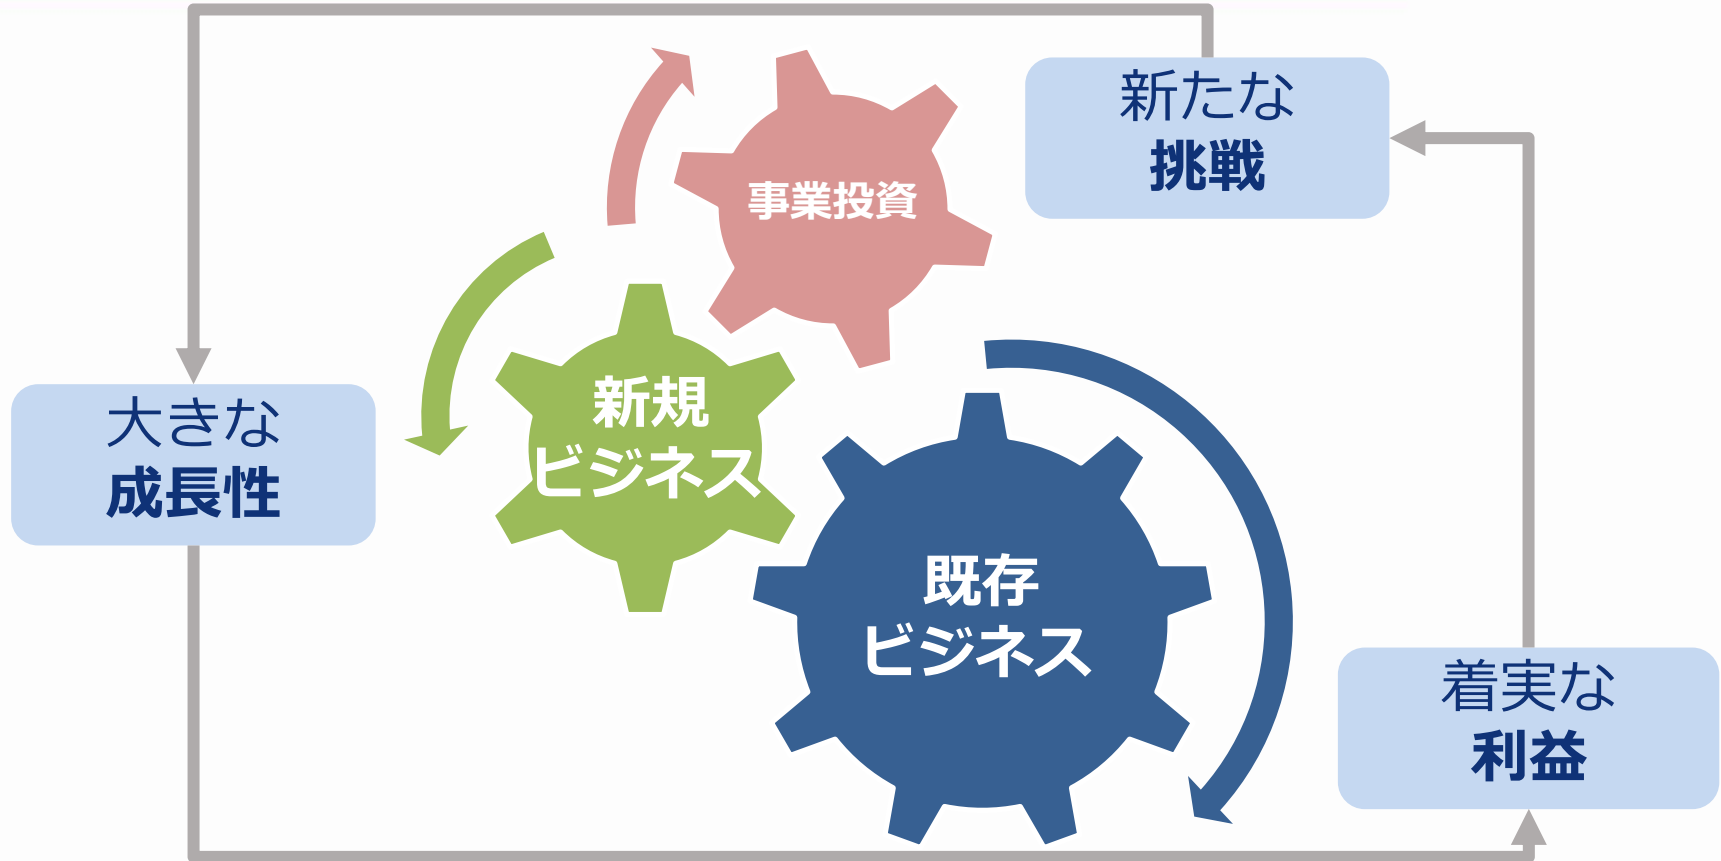 新たな
挑戦
事業投資
新規
ビジネス
大きな
成長性
既存
ビジネス
着実な
利益